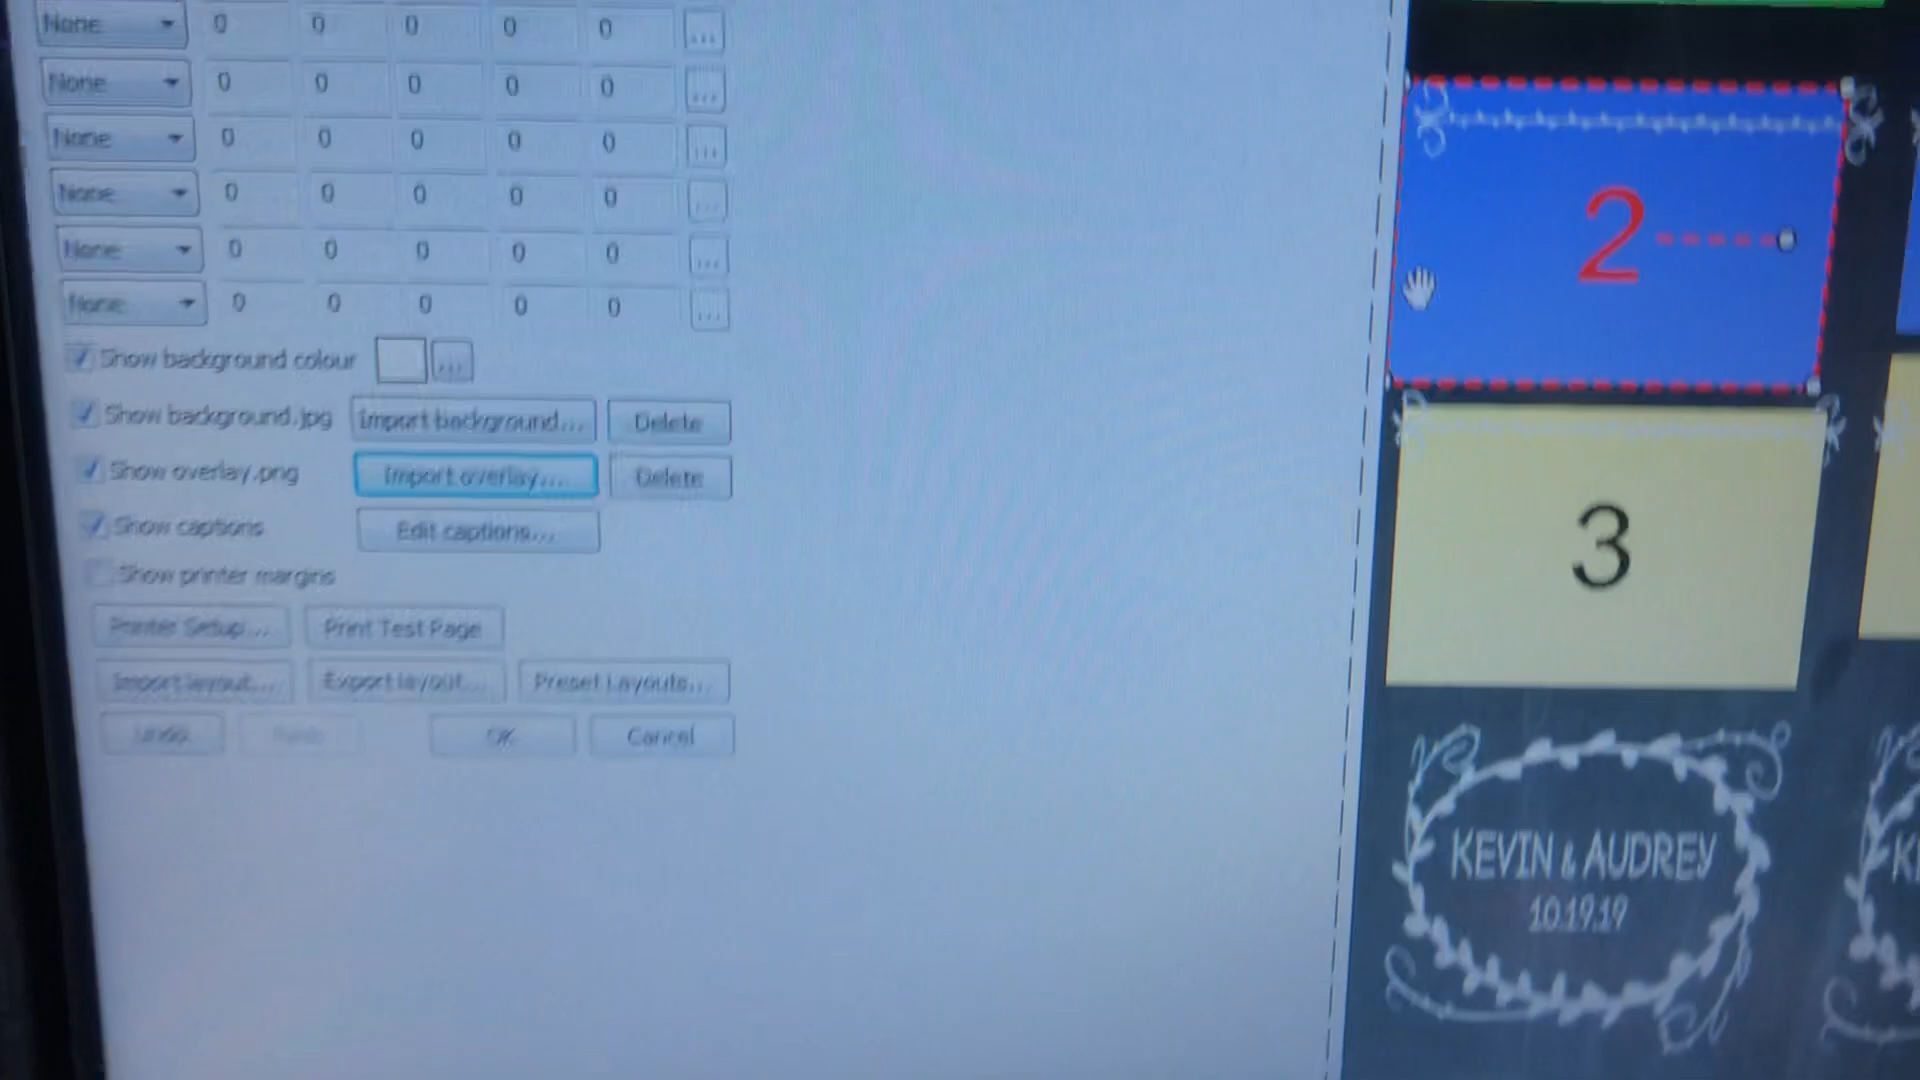 None 0 0 0 0 0 ...
None 0 0 0 0 0 ...
None 0 0 0 0 0 ...
None 0 0 0 0 0 ...
None 0 0 0 0 0 ...
None 0 0 0 0 0 ...
Show background colour ...
Show background.jpg Import background... Delete
Show overlay.png Import overlay... Delete
Show captions Edit captions...
Show printer margins
Printer Setup... Print Test Page
Import layout... Export layout... Preset Layouts...
Undo Redo OK Cancel
2
3
KEVIN & AUDREY
10.19.19
K